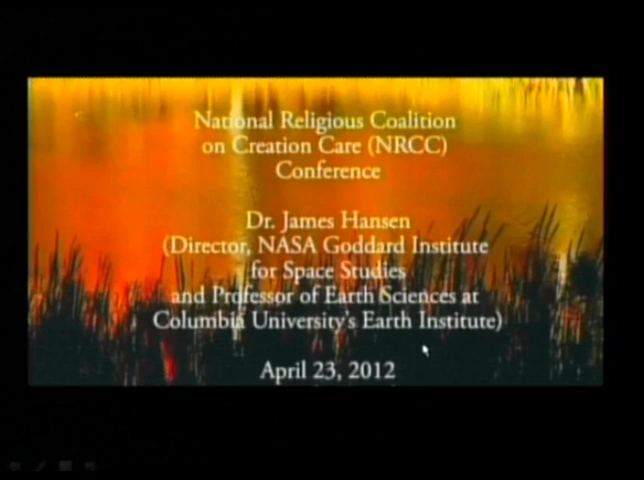 National Religious Coalition
on Creation Care (NRCC)
Conference
Dr. James Hansen
(Director, NASA Goddard Institute
for Space Studies
and Professor of Earth Sciences at
Columbia University's Earth Institute)
April 23, 2012